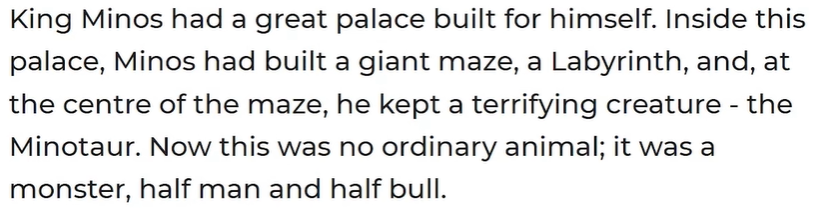 King Minos had a great palace built for himself. Inside this
palace, Minos had built a giant maze, a Labyrinth, and, at
the centre of the maze, he kept a terrifying creature - the
Minotaur. Now this was no ordinary animal; it was a
monster, half man and half bull.